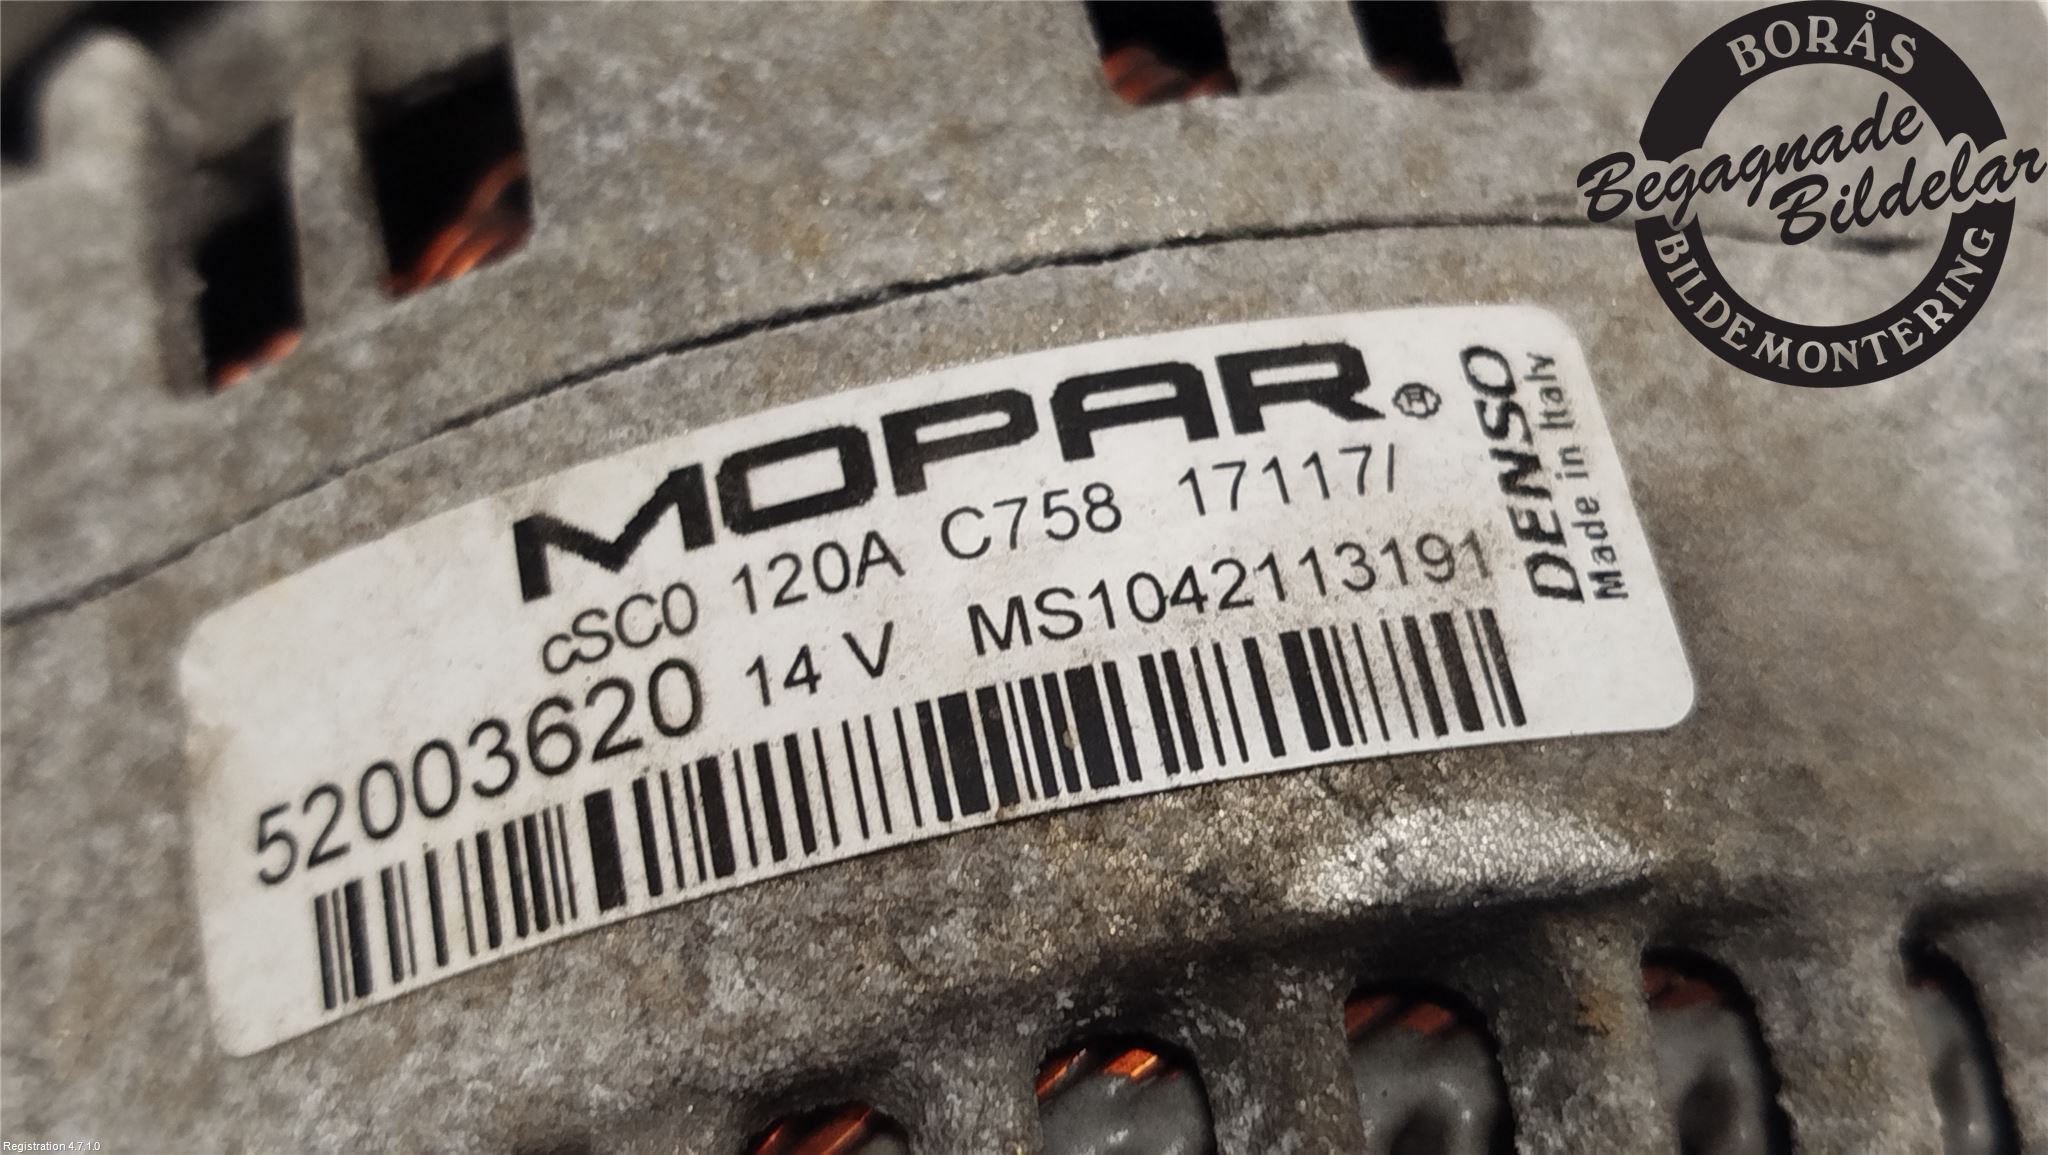 BORÅS
Begagnade
Bildelar
BILDEMONTERING
MOPAR
®
DENSO
Made in Italy
cSC0 120A C758 17117/
52003620 14 V MS1042113191
Registration 4.7.1.0